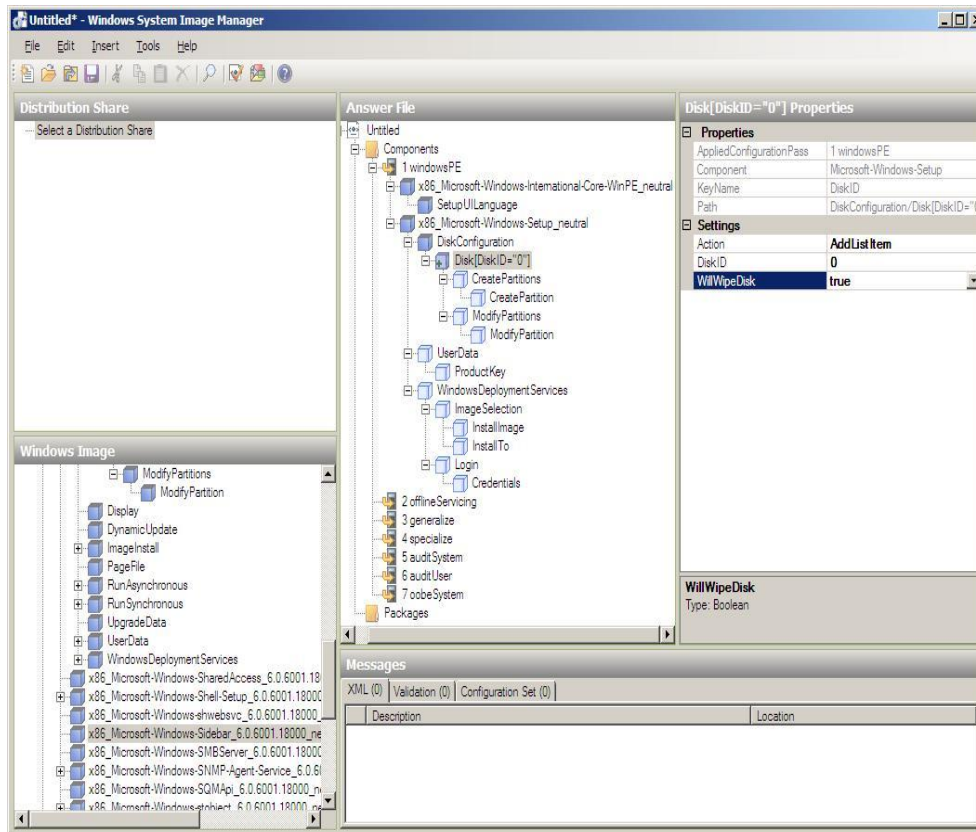 Untitled* - Windows System Image Manager
File Edit Insert Tools Help
Distribution Share
Select a Distribution Share
Windows Image
ModifyPartitions
ModifyPartition
Display
DynamicUpdate
ImageInstall
PageFile
RunAsynchronous
RunSynchronous
UpgradeData
UserData
WindowsDeploymentServices
x86_Microsoft-Windows-SharedAccess_6.0.6001.18
x86_Microsoft-Windows-Shell-Setup_6.0.6001.1800
x86_Microsoft-Windows-shwebsvc_6.0.6001.18000_
x86_Microsoft-Windows-Sidebar_6.0.6001.18000_ne
x86_Microsoft-Windows-SMBServer_6.0.6001.18000
x86_Microsoft-Windows-SNMP-Agent-Service_6.0.6
x86_Microsoft-Windows-SQMApi_6.0.6001.18000_n
x86_Microsoft-Windows-stobject_6.0.6001.18000_ne
Answer File
Untitled
Components
1 windowsPE
x86_Microsoft-Windows-International-Core-WinPE_neutral
SetupUILanguage
x86_Microsoft-Windows-Setup_neutral
DiskConfiguration
Disk[DiskID="0"]
CreatePartitions
CreatePartition
ModifyPartitions
ModifyPartition
UserData
ProductKey
WindowsDeploymentServices
ImageSelection
InstallImage
InstallTo
Login
Credentials
2 offlineServicing
3 generalize
4 specialize
5 auditSystem
6 auditUser
7 oobeSystem
Packages
Disk[DiskID="0"] Properties
Properties
AppliedConfigurationPass 1 windowsPE
Component Microsoft-Windows-Setup
KeyName DiskID
Path DiskConfiguration/Disk[DiskID="0
Settings
Action AddListItem
DiskID 0
WillWipeDisk true
WillWipeDisk
Type: Boolean
Messages
XML (0) Validation (0) Configuration Set (0)
Description Location